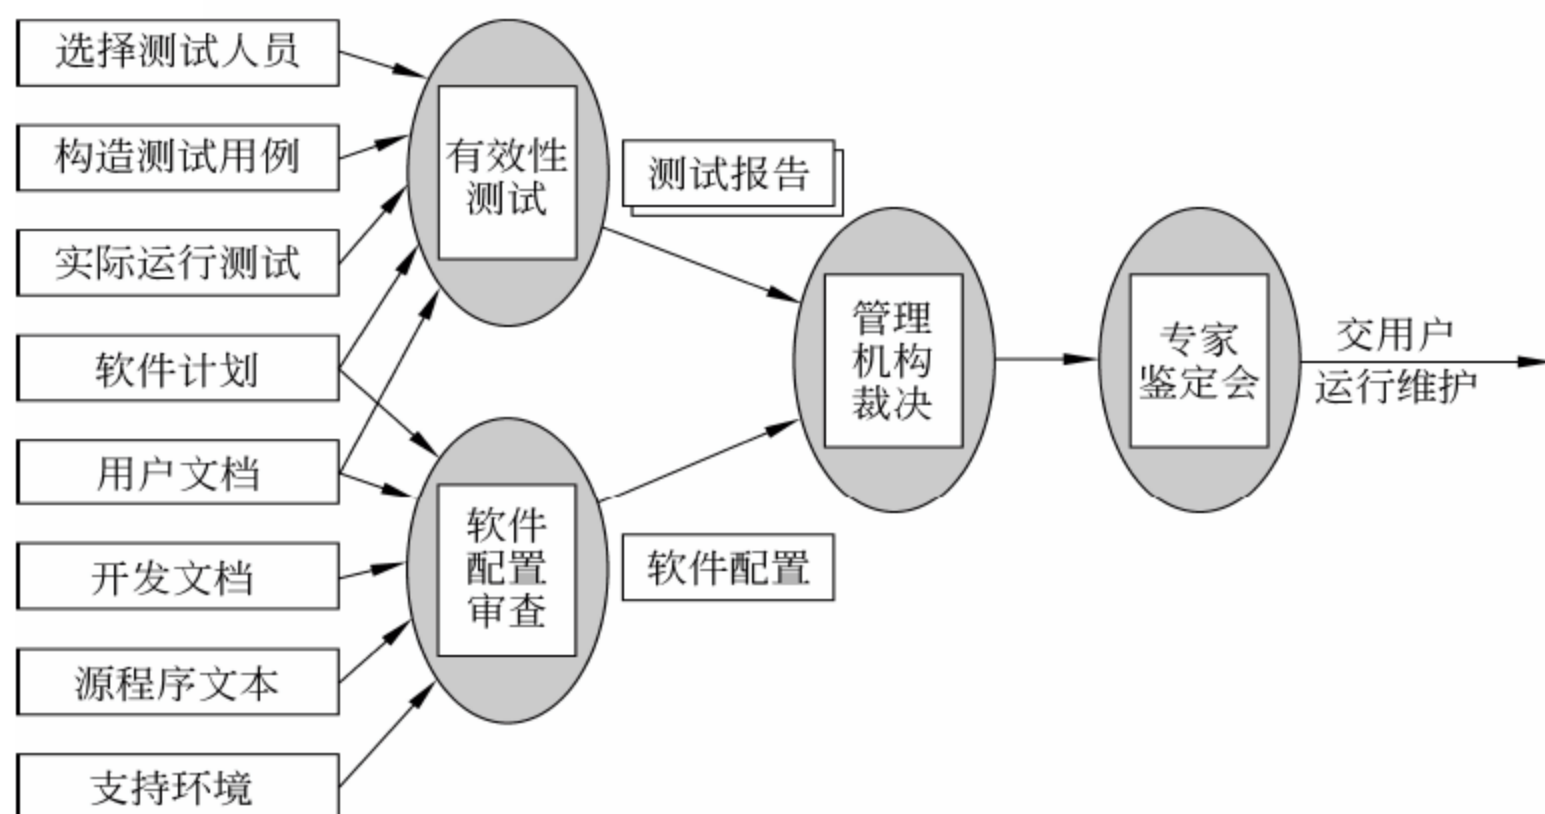 选择测试人员
构造测试用例
实际运行测试
软件计划
用户文档
开发文档
源程序文本
支持环境
有效性
测试
软件
配置
审查
测试报告
软件配置
管理
机构
裁决
专家
鉴定会
交用户
运行维护